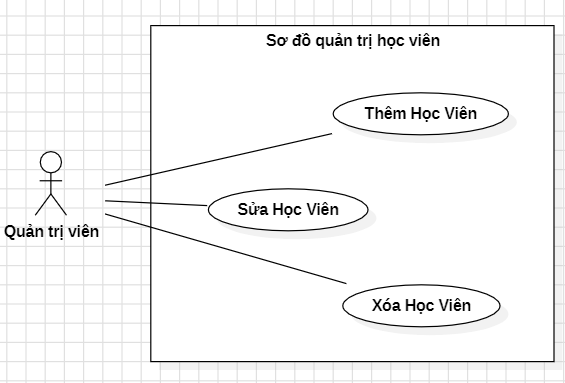 Sơ đồ quản trị học viên
Thêm Học Viên
Sửa Học Viên
Quản trị viên
Xóa Học Viên